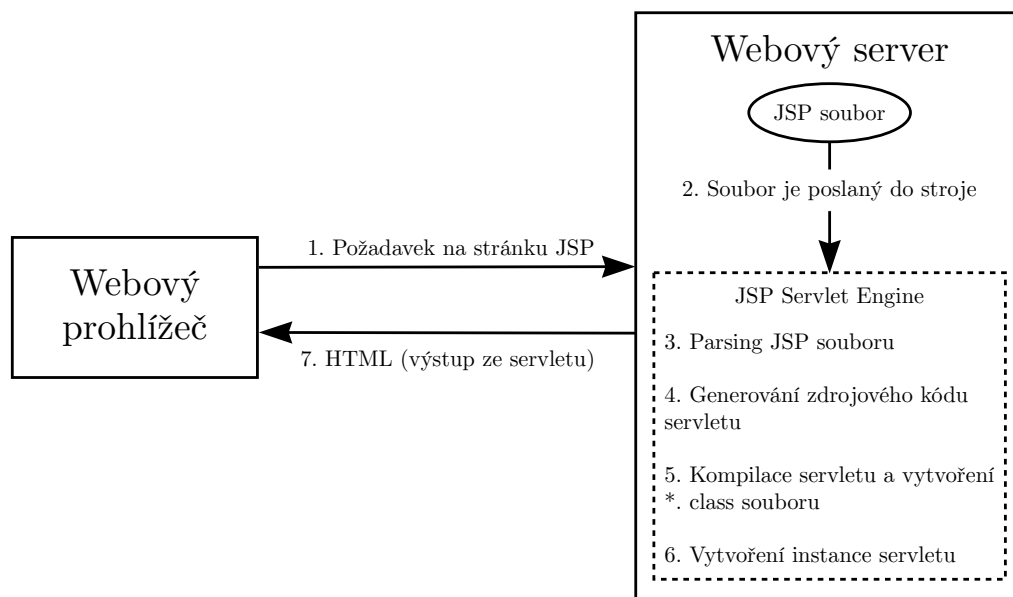 Webový server
JSP soubor
2. Soubor je poslaný do stroje
1. Požadavek na stránku JSP
Webový
prohlížeč
7. HTML (výstup ze servletu)
JSP Servlet Engine
3. Parsing JSP souboru
4. Generování zdrojového kódu
servletu
5. Kompilace servletu a vytvoření
*. class souboru
6. Vytvoření instance servletu